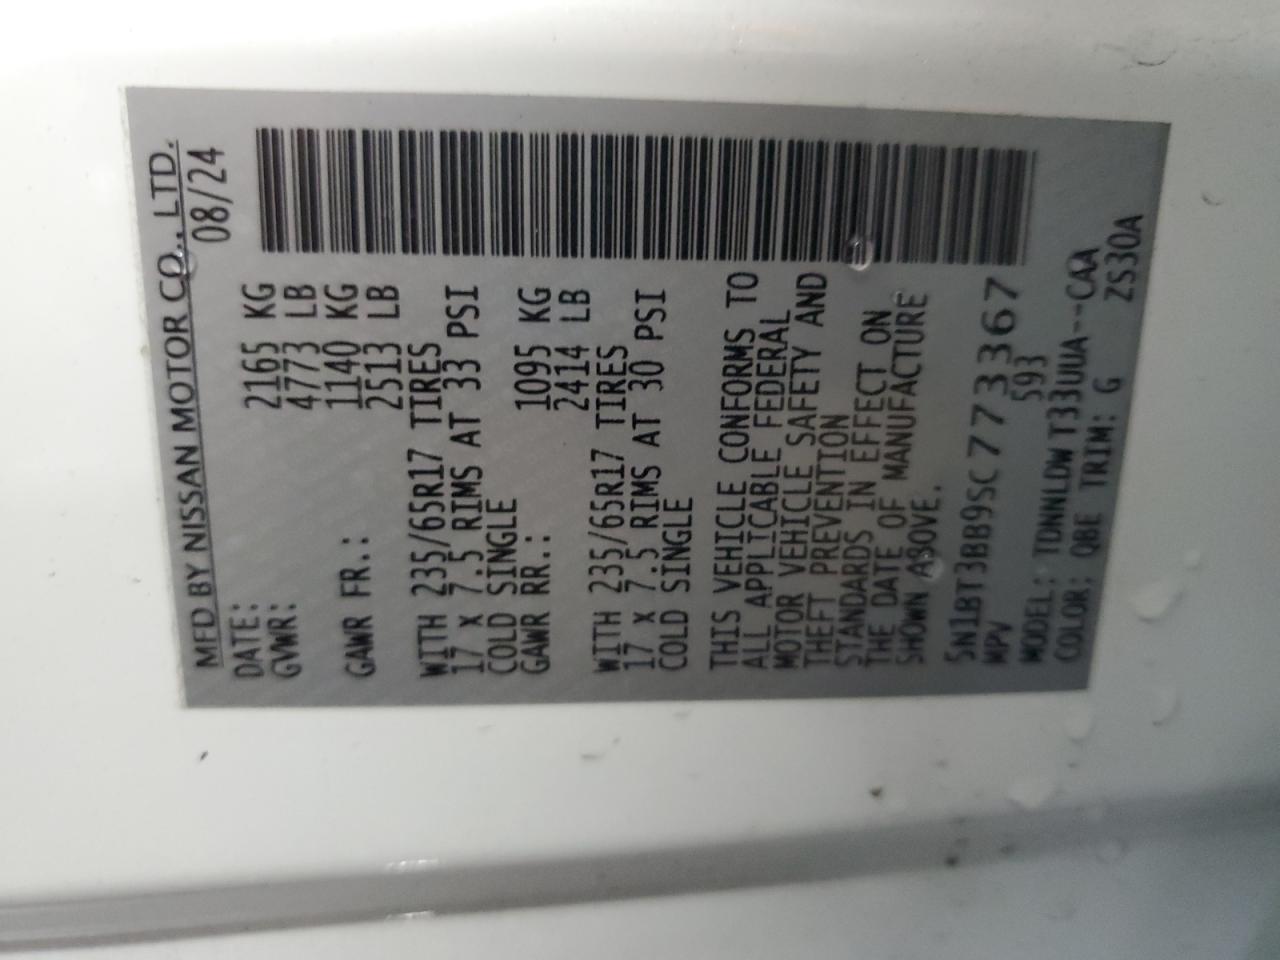 MFD BY NISSAN MOTOR CO., LTD.
DATE: 08/24
GVWR: 2165 KG
4773 LB
GAWR FR.: 1140 KG
2513 LB
WITH 235/65R17 TIRES
17 X 7.5 RIMS AT 33 PSI
COLD SINGLE
GAWR RR.: 1095 KG
2414 LB
WITH 235/65R17 TIRES
17 X 7.5 RIMS AT 30 PSI
COLD SINGLE
THIS VEHICLE CONFORMS TO
ALL APPLICABLE FEDERAL
MOTOR VEHICLE SAFETY AND
THEFT PREVENTION
STANDARDS IN EFFECT ON
THE DATE OF MANUFACTURE
SHOWN ABOVE.
5N1BT3BB9SC773367
MPV 593
MODEL: TDNNLDWT33UUA--CAA
COLOR: QBE TRIM: G ZS30A